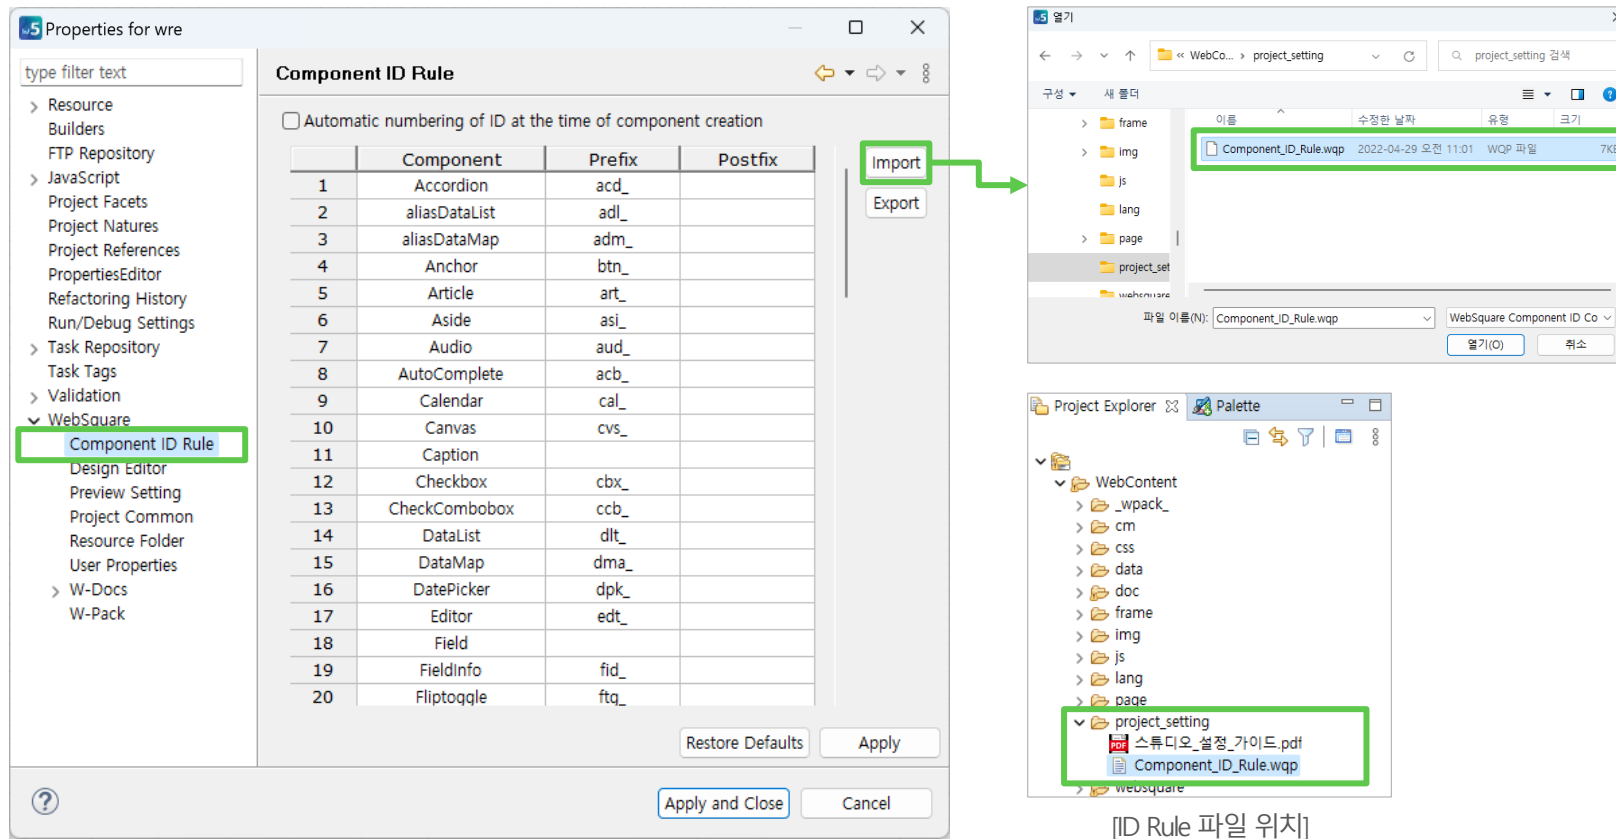 Properties for wre
type filter text
Resource
Builders
FTP Repository
JavaScript
Project Facets
Project Natures
Project References
PropertiesEditor
Refactoring History
Run/Debug Settings
Task Repository
Task Tags
Validation
WebSquare
Component ID Rule
Design Editor
Preview Setting
Project Common
Resource Folder
User Properties
W-Docs
W-Pack
Component ID Rule
Automatic numbering of ID at the time of component creation
Component Prefix Postfix
1 Accordion acd_
2 aliasDataList adl_
3 aliasDataMap adm_
4 Anchor btn_
5 Article art_
6 Aside asi_
7 Audio aud_
8 AutoComplete acb_
9 Calendar cal_
10 Canvas cvs_
11 Caption
12 Checkbox cbx_
13 CheckCombobox ccb_
14 DataList dlt_
15 DataMap dma_
16 DatePicker dpk_
17 Editor edt_
18 Field
19 FieldInfo fid_
20 Fliptoggle ftg_
Import
Export
Restore Defaults Apply
Apply and Close Cancel
열기
« WebCo... › project_setting
project_setting 검색
구성 새 폴더
이름 수정한 날짜 유형 크기
Component_ID_Rule.wqp 2022-04-29 오전 11:01 WQP 파일 7KB
frame
img
js
lang
page
project_set
websquare
파일 이름(N): Component_ID_Rule.wqp WebSquare Component ID Co
열기(O) 취소
Project Explorer Palette
WebContent
_wpack_
cm
css
data
doc
frame
img
js
lang
page
project_setting
스튜디오_설정_가이드.pdf
Component_ID_Rule.wqp
websquare
[ID Rule 파일 위치]